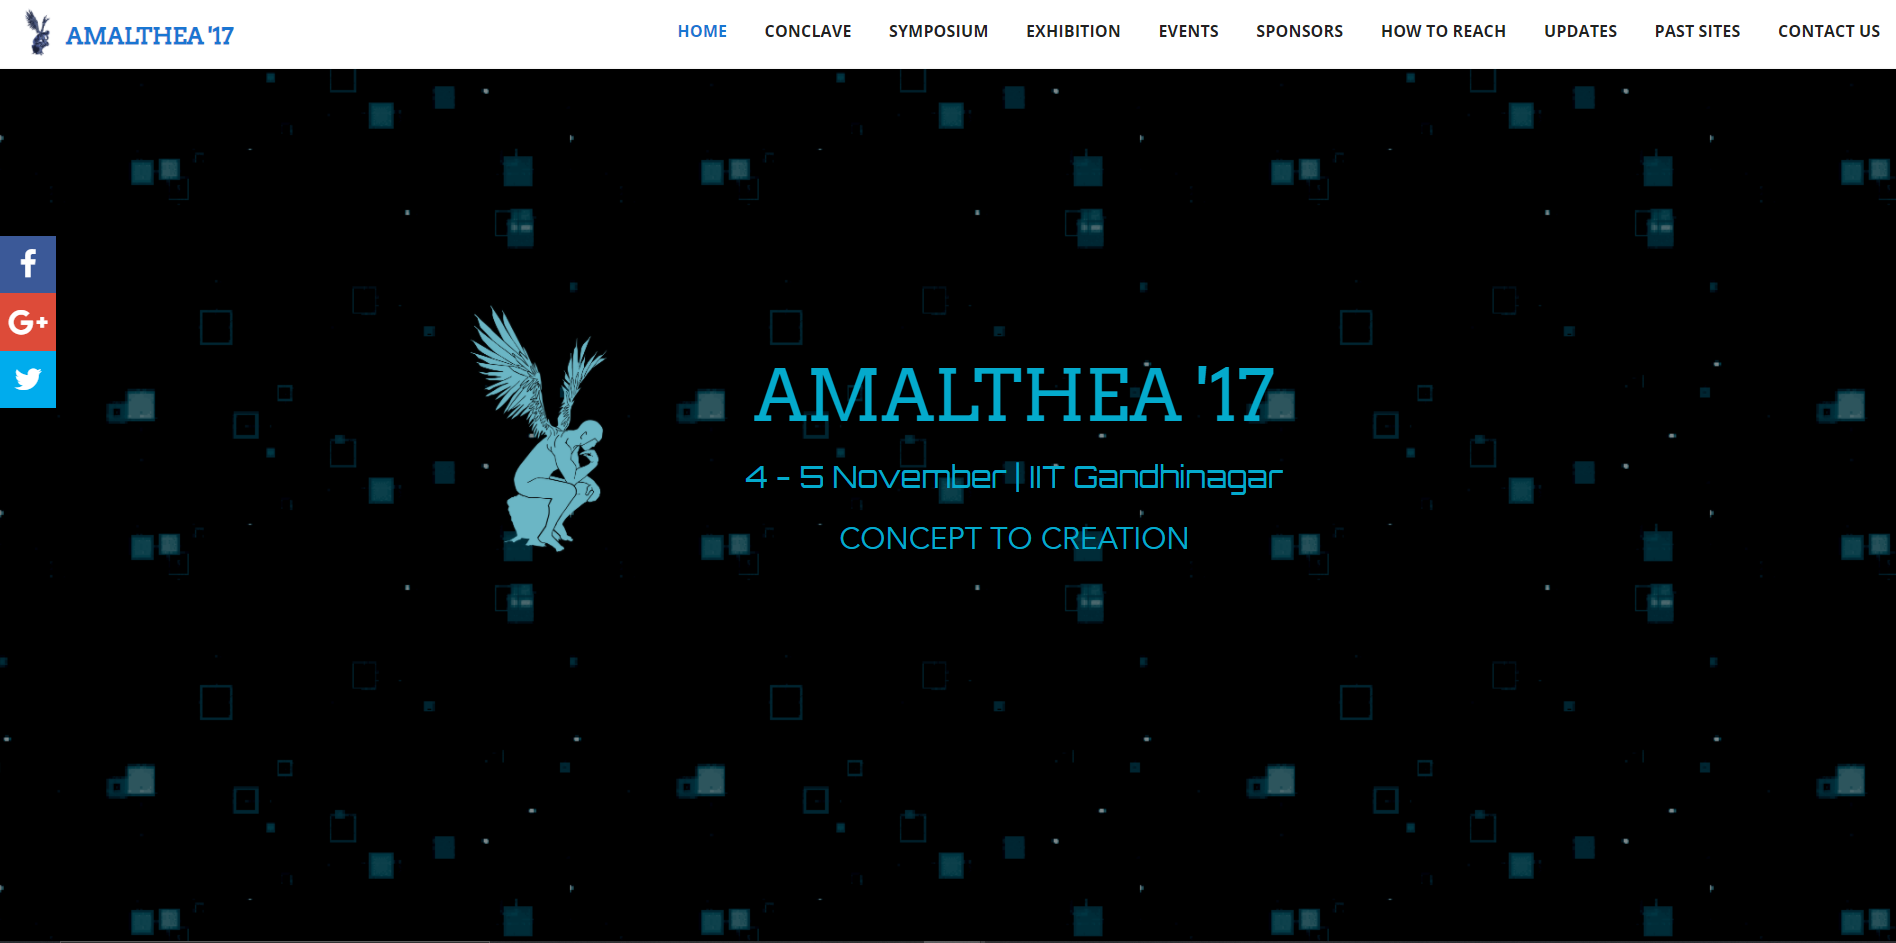 AMALTHEA '17
HOME CONCLAVE SYMPOSIUM EXHIBITION EVENTS SPONSORS HOW TO REACH UPDATES PAST SITES CONTACT US
f
G+
AMALTHEA '17
4 - 5 November | IIT Gandhinagar
CONCEPT TO CREATION